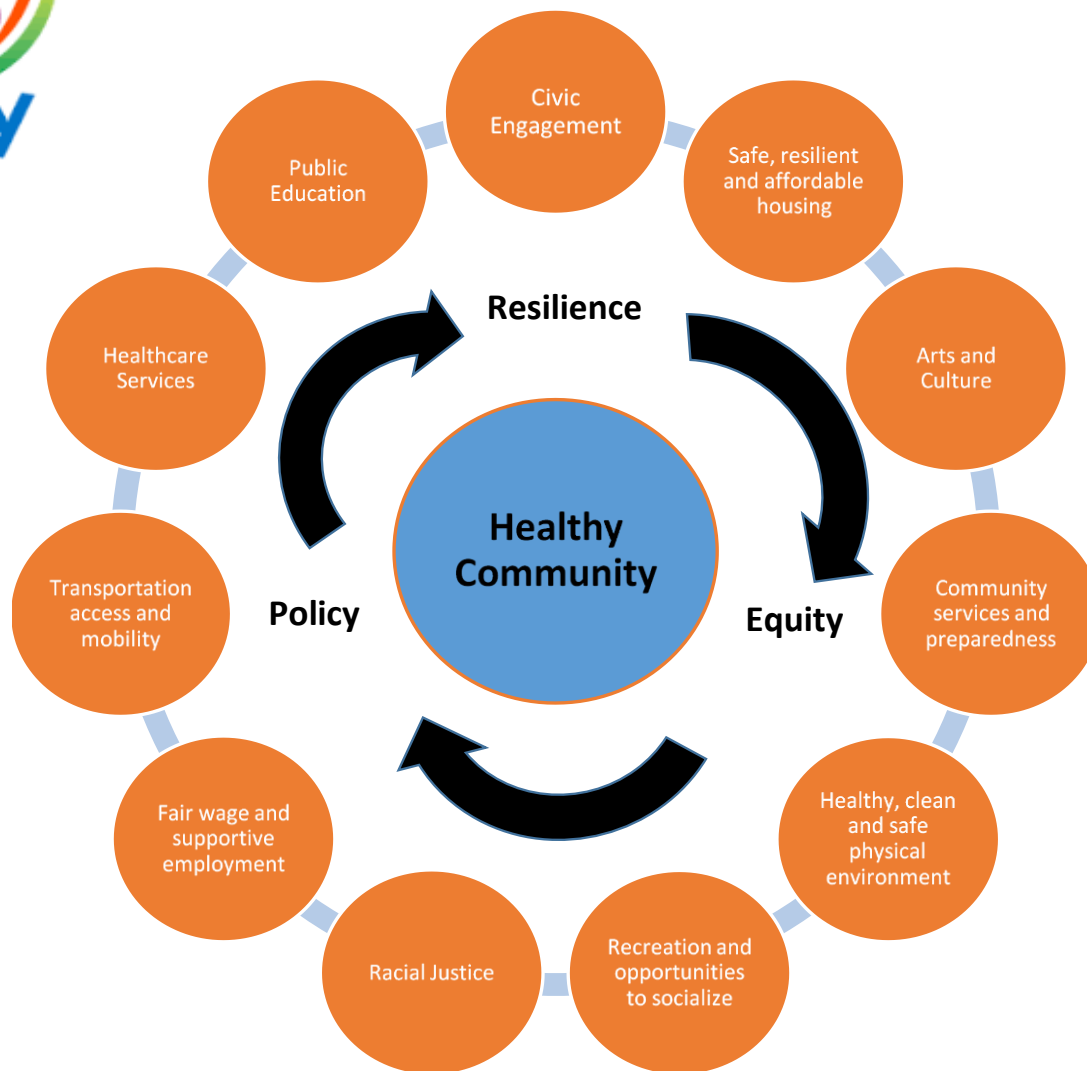 y
Civic
Engagement
Safe, resilient
and affordable
housing
Arts and
Culture
Community
services and
preparedness
Healthy, clean
and safe
physical
environment
Recreation and
opportunities
to socialize
Racial Justice
Fair wage and
supportive
employment
Transportation
access and
mobility
Healthcare
Services
Public
Education
Resilience
Equity
Policy
Healthy
Community